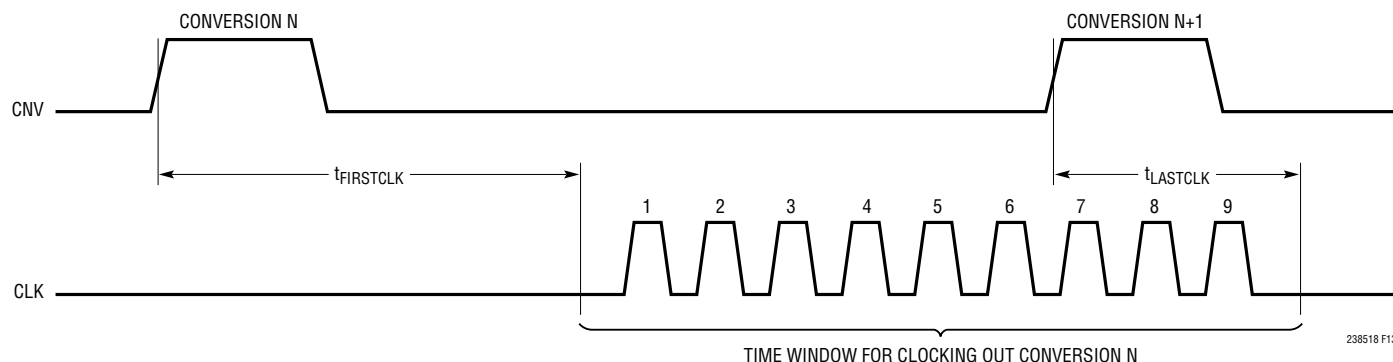 CONVERSION N
CONVERSION N+1
CNV
tFIRSTCLK
tLASTCLK
1 2 3 4 5 6 7 8 9
CLK
238518 F13
TIME WINDOW FOR CLOCKING OUT CONVERSION N